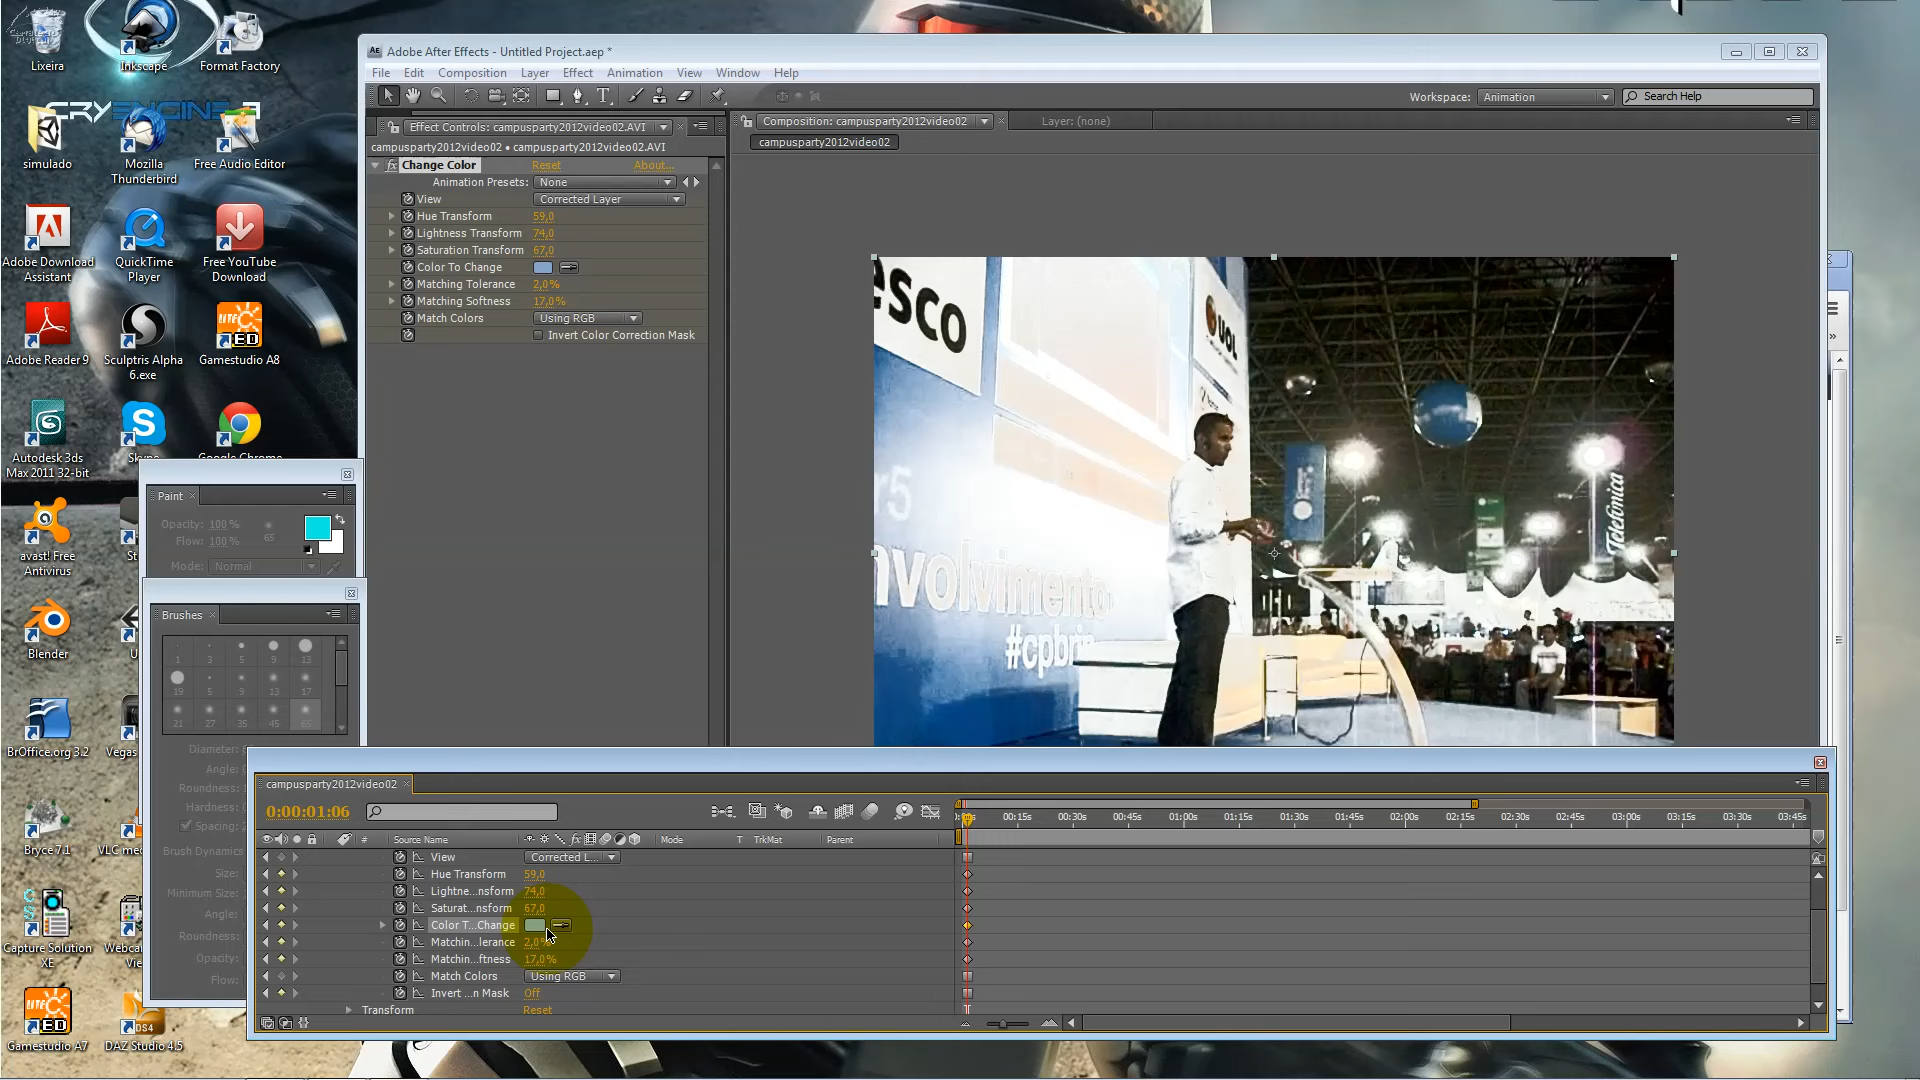 Lixeira
Inkscape
Format Factory
CRYENGINE 3
simulado
Mozilla Thunderbird
Free Audio Editor
Adobe Download Assistant
QuickTime Player
Free YouTube Download
Adobe Reader 9
Sculptris Alpha 6.exe
Gamestudio A8
Autodesk 3ds Max 2011 32-bit
Skype
Google Chrome
avast! Free Antivirus
Blender
BrOffice.org 3.2
Vegas
Bryce 7.1
Capture Solution XE
Gamestudio A7
DAZ Studio 4.5
Adobe After Effects - Untitled Project.aep *
File Edit Composition Layer Effect Animation View Window Help
Workspace: Animation
Search Help
Effect Controls: campusparty2012video02.AVI
campusparty2012video02 • campusparty2012video02.AVI
Change Color Reset About...
Animation Presets: None
View Corrected Layer
Hue Transform 59,0
Lightness Transform 74,0
Saturation Transform 67,0
Color To Change
Matching Tolerance 2,0%
Matching Softness 17,0%
Match Colors Using RGB
Invert Color Correction Mask
Composition: campusparty2012video02
Layer: (none)
campusparty2012video02
esco
UOL
r5
nvolvimento
#cpbr
Telefonica
Paint
Opacity: 100 %
Flow: 100 %
65
Mode: Normal
Brushes
1 3 5 9 13
19 5 9 13 17
21 27 35 45 65
Diameter:
Angle:
Roundness:
Hardness:
Spacing:
Brush Dynamics
Size:
Minimum Size:
Angle:
Roundness:
Opacity:
Flow:
campusparty2012video02
0:00:01:06
# Source Name Mode T TrkMat Parent
00:15s 00:30s 00:45s 01:00s 01:15s 01:30s 01:45s 02:00s 02:15s 02:30s 02:45s 03:00s 03:15s 03:30s 03:45s
View Corrected L...
Hue Transform 59,0
Lightne...nsform 74,0
Saturat...nsform 67,0
Color T...Change
Matchin...lerance 2,0%
Matchin...ftness 17,0%
Match Colors Using RGB
Invert ...n Mask Off
Transform Reset